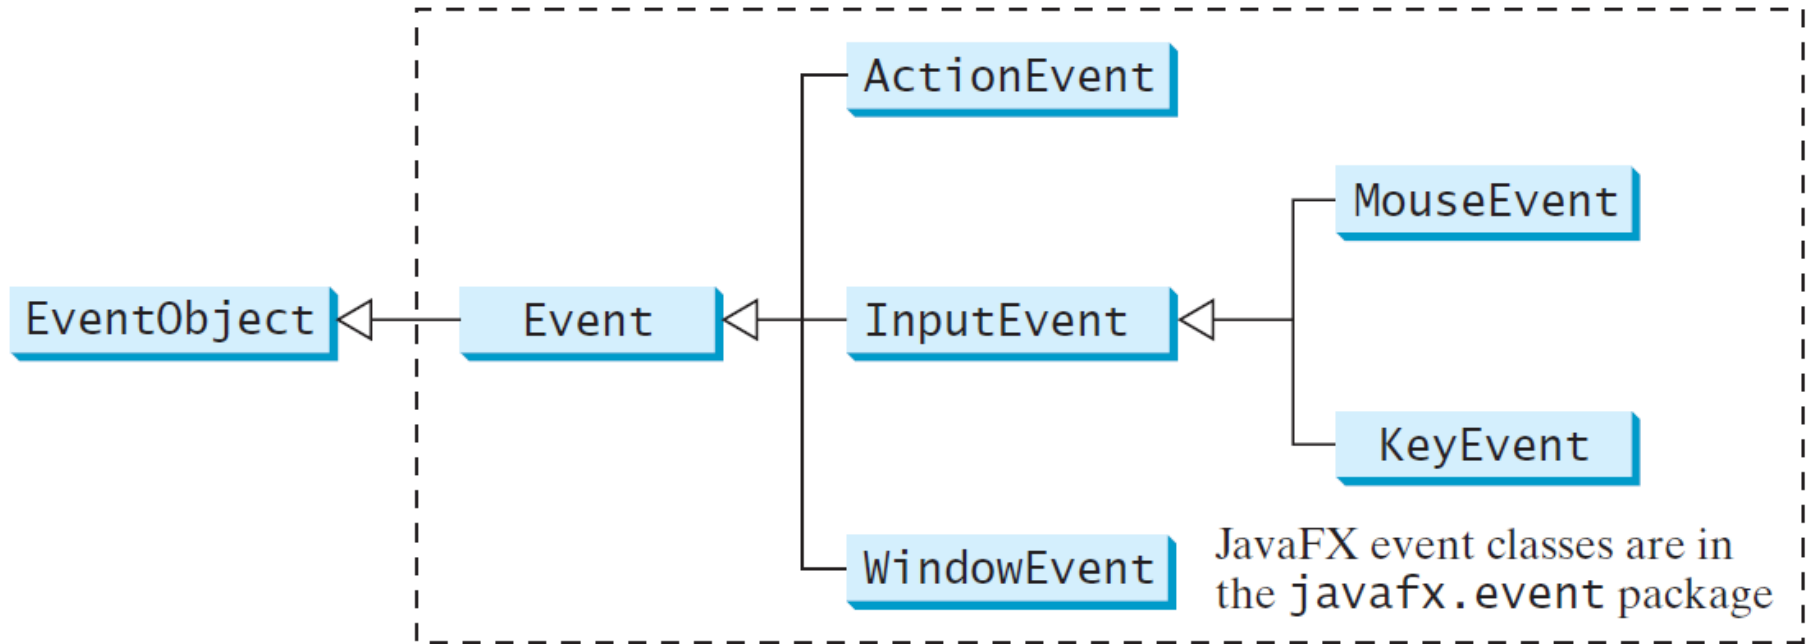 ActionEvent
MouseEvent
EventObject
Event
InputEvent
KeyEvent
WindowEvent
JavaFX event classes are in
the javafx.event package